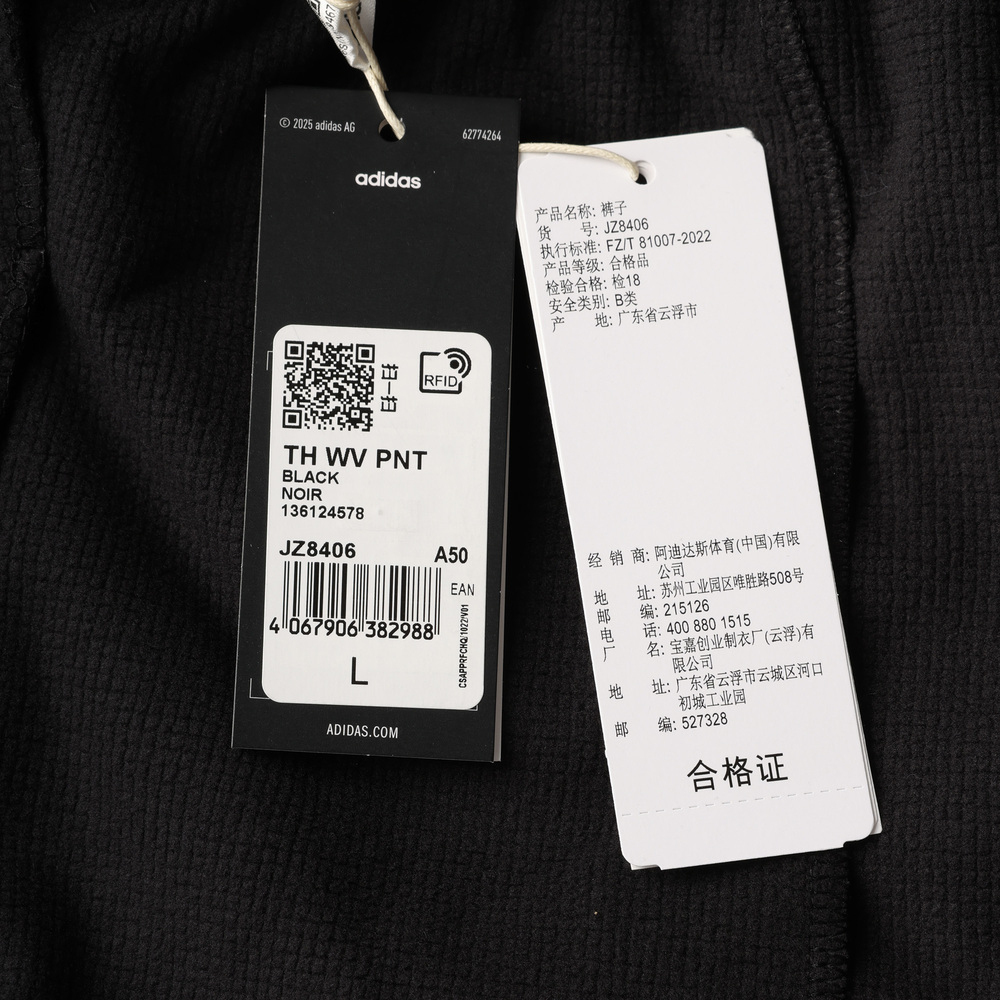 © 2025 adidas AG
62774264
adidas
RFID
TH WV PNT
BLACK
NOIR
136124578
JZ8406 A50
EAN
4 067906 382988
CSAPPRFCHQ/1022/V01
L
ADIDAS.COM
产品名称: 裤子
货 号: JZ8406
执行标准: FZ/T 81007-2022
产品等级: 合格品
检验合格: 检18
安全类别: B类
产 地: 广东省云浮市
经 销 商: 阿迪达斯体育(中国)有限
公司
地 址: 苏州工业园区唯胜路508号
邮 编: 215126
电 话: 400 880 1515
厂 名: 宝嘉创业制衣厂(云浮)有
限公司
地 址: 广东省云浮市云城区河口
初城工业园
邮 编: 527328
合格证